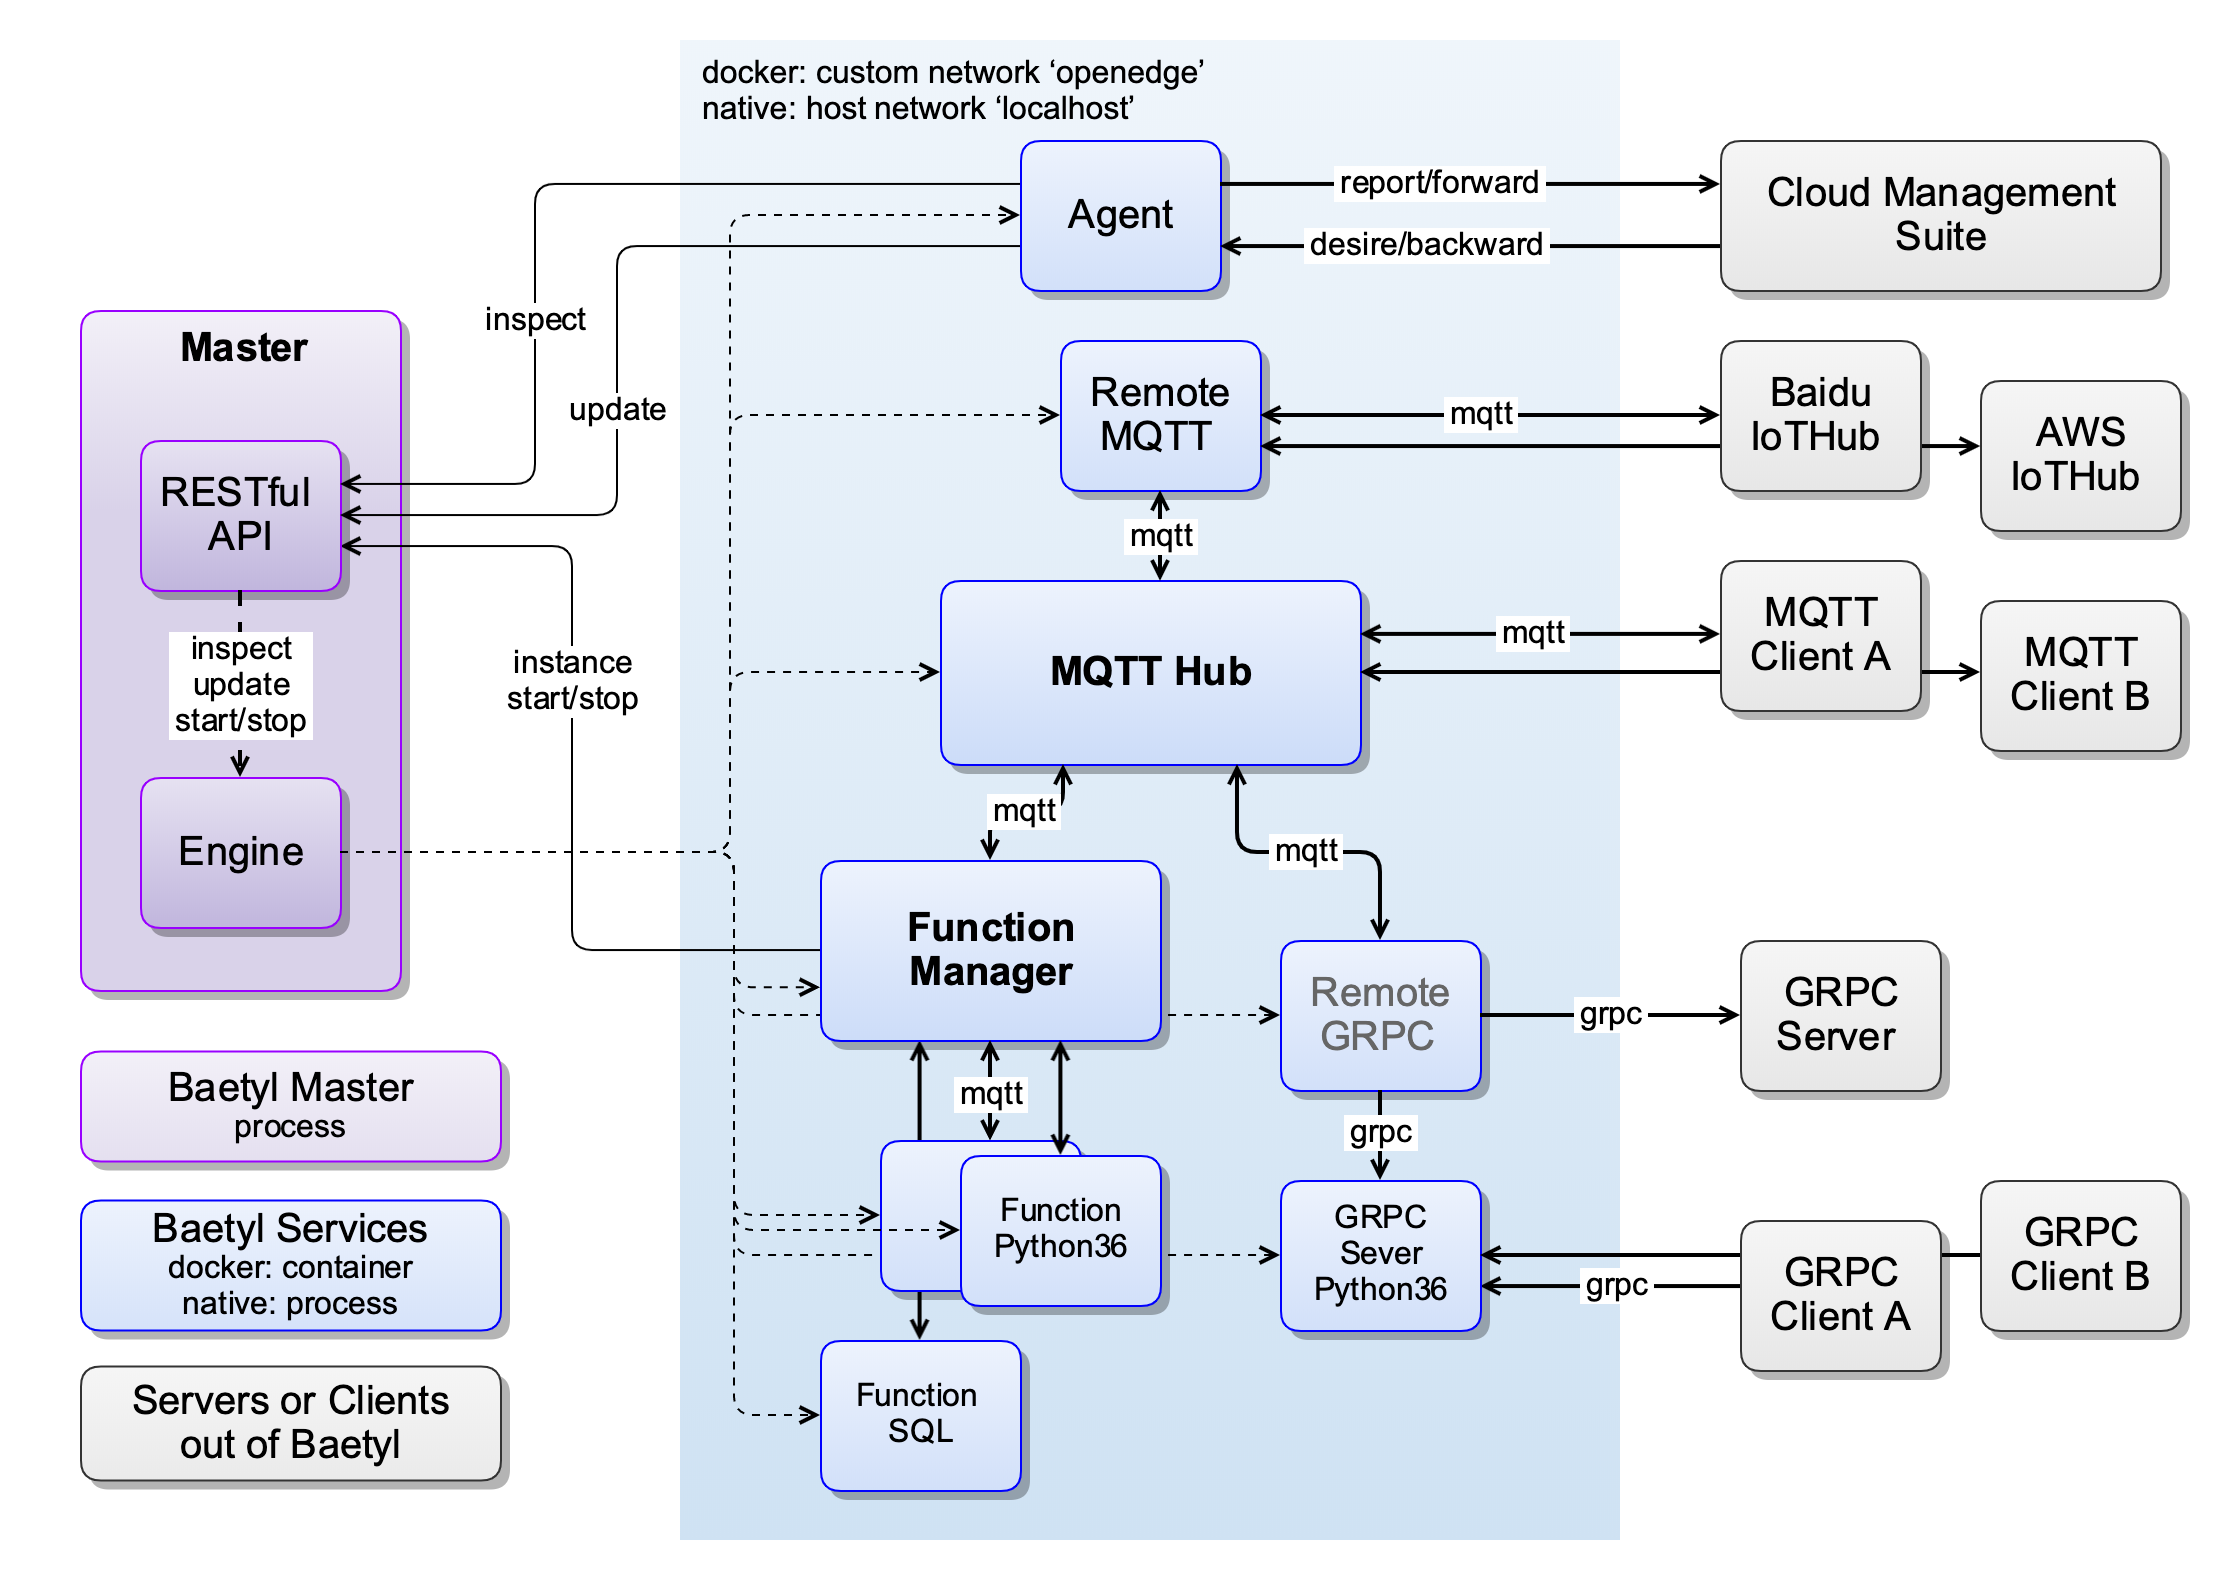 docker: custom network ‘openedge’
native: host network ‘localhost’
Agent
report/forward
desire/backward
Cloud Management
Suite
inspect
update
Master
RESTful
API
inspect
update
start/stop
Engine
instance
start/stop
Remote
MQTT
mqtt
Baidu
IoTHub
AWS
IoTHub
mqtt
MQTT Hub
mqtt
MQTT
Client A
MQTT
Client B
mqtt
mqtt
Function
Manager
Remote
GRPC
grpc
GRPC
Server
mqtt
grpc
Function
Python36
GRPC
Sever
Python36
grpc
GRPC
Client A
GRPC
Client B
Function
SQL
Baetyl Master
process
Baetyl Services
docker: container
native: process
Servers or Clients
out of Baetyl